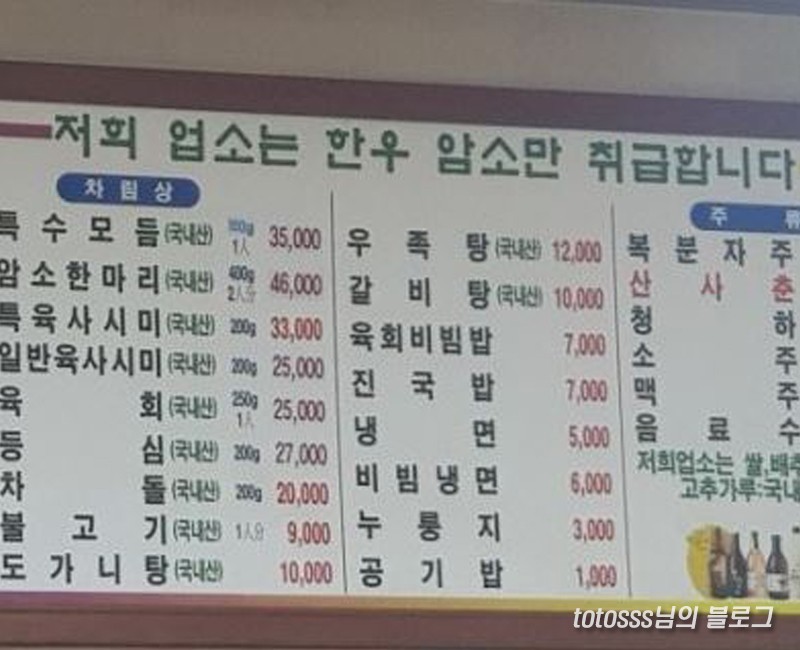 저희 업소는 한우 암소만 취급합니다
차림상
특수모듬(국내산) 1人 35,000
암소한마리(국내산) 400g 2人分 46,000
특육사시미(국내산) 200g 33,000
일반육사시미(국내산) 200g 25,000
육회(국내산) 250g 1人 25,000
등심(국내산) 200g 27,000
차돌(국내산) 200g 20,000
불고기(국내산) 1人分 9,000
도가니탕(국내산) 10,000
우족탕(국내산) 12,000
갈비탕(국내산) 10,000
육회비빔밥 7,000
진국밥 7,000
냉면 5,000
비빔냉면 6,000
누룽지 3,000
공기밥 1,000
주류
복분자주
산사춘
청하
소주
맥주
음료수
저희업소는 쌀,배추
고추가루:국내
totosss님의 블로그